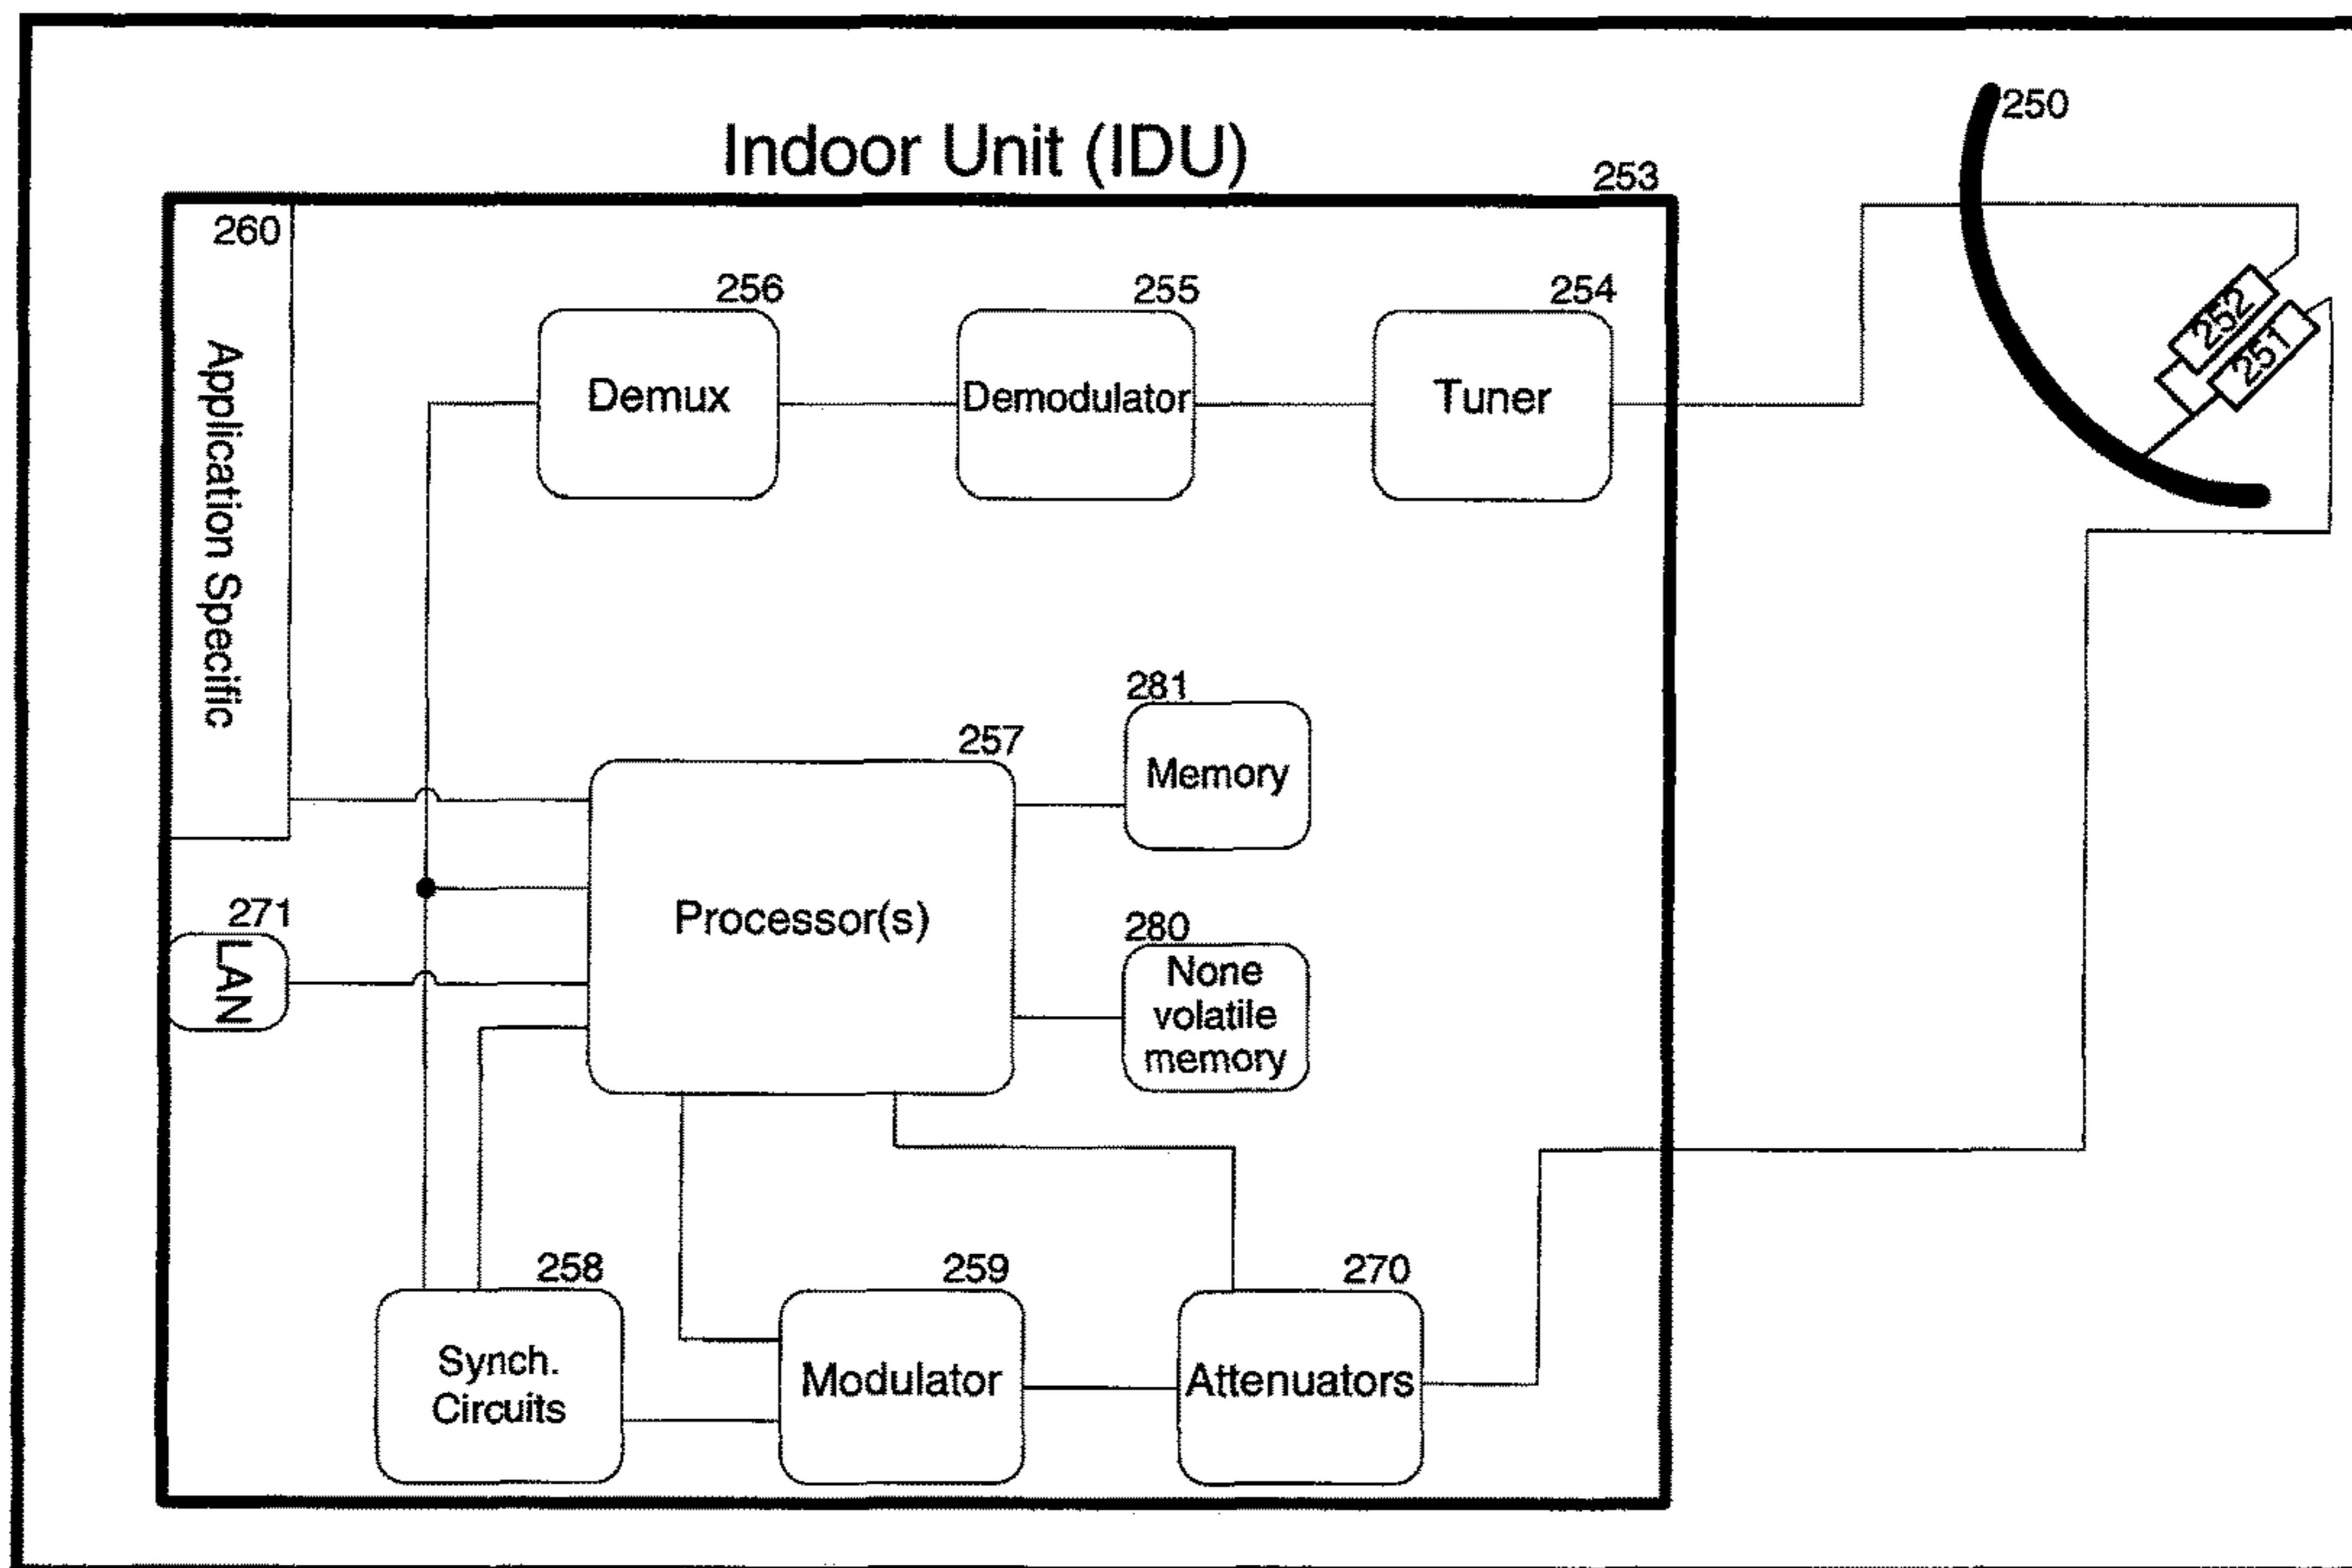 250
Indoor Unit (IDU)
253
260
Application Specific
256
Demux
255
Demodulator
254
Tuner
252
251
281
Memory
257
Processor(s)
271
LAN
280
None
volatile
memory
258
Synch.
Circuits
259
Modulator
270
Attenuators